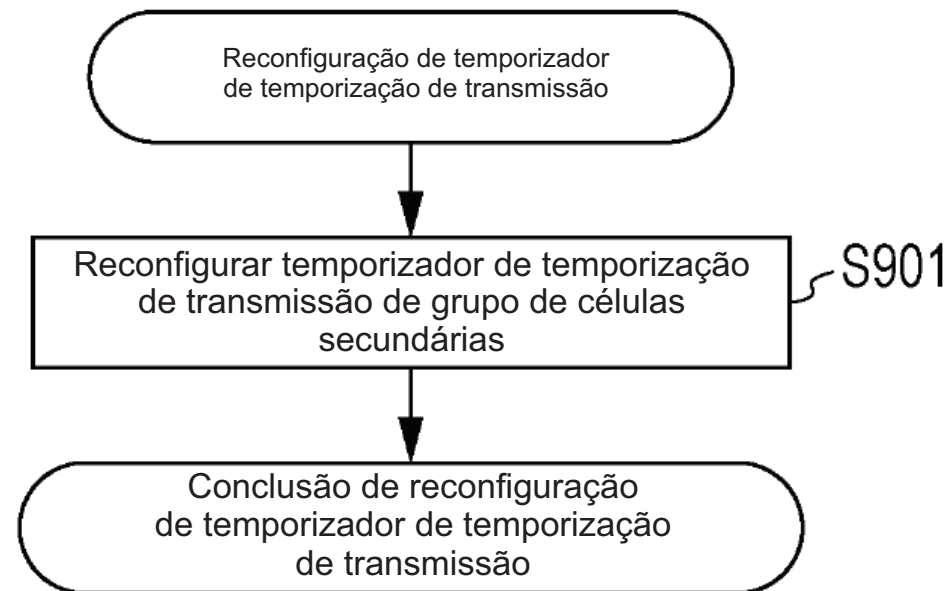 Reconfiguração de temporizador
de temporização de transmissão
Reconfigurar temporizador de temporização
de transmissão de grupo de células
secundárias
S901
Conclusão de reconfiguração
de temporizador de temporização
de transmissão